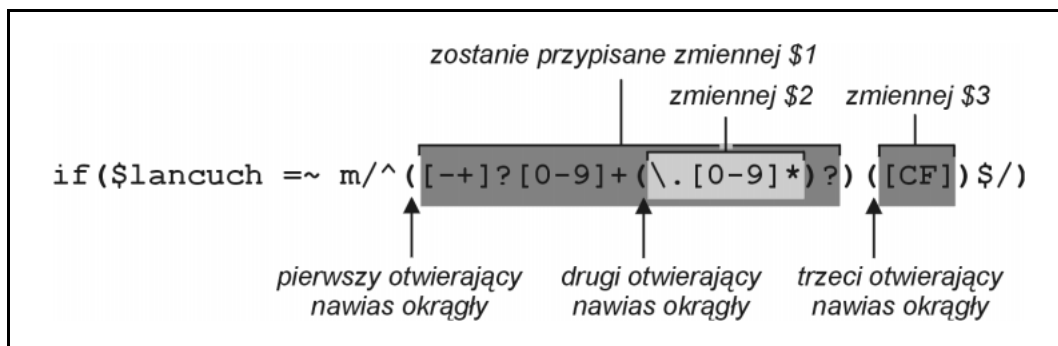 zostanie przypisane zmiennej $1
zmiennej $2 zmiennej $3
if($lancuch =~ m/^([-+]?[0-9]+(\.[0-9]*)?)([CF])$/)
pierwszy otwierający drugi otwierający trzeci otwierający
nawias okrągły nawias okrągły nawias okrągły